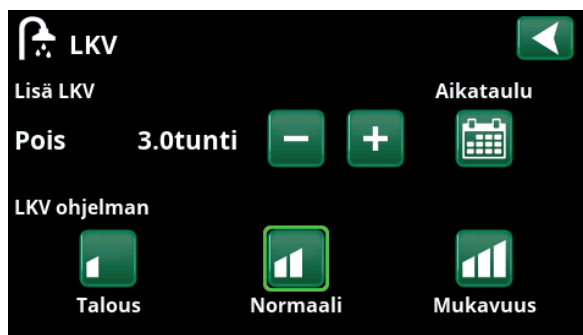 LKV
Lisä LKV Aikataulu
Pois 3.0tunti
LKV ohjelman
Talous Normaali Mukavuus